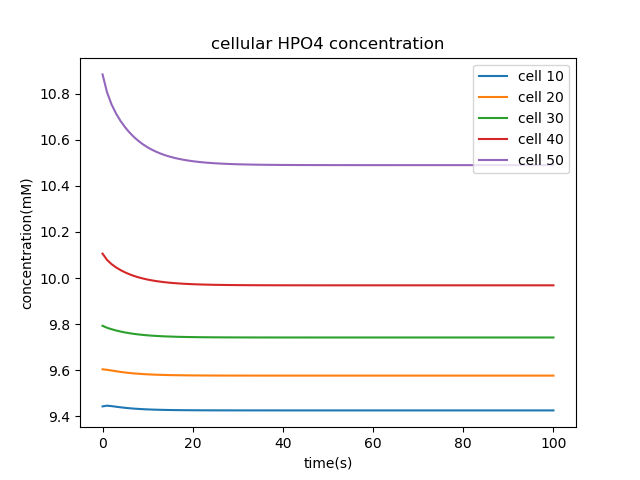 cellular HPO4 concentration
cell 10
cell 20
cell 30
cell 40
cell 50
concentration(mM)
10.8
10.6
10.4
10.2
10.0
9.8
9.6
9.4
0
20
40
60
80
100
time(s)